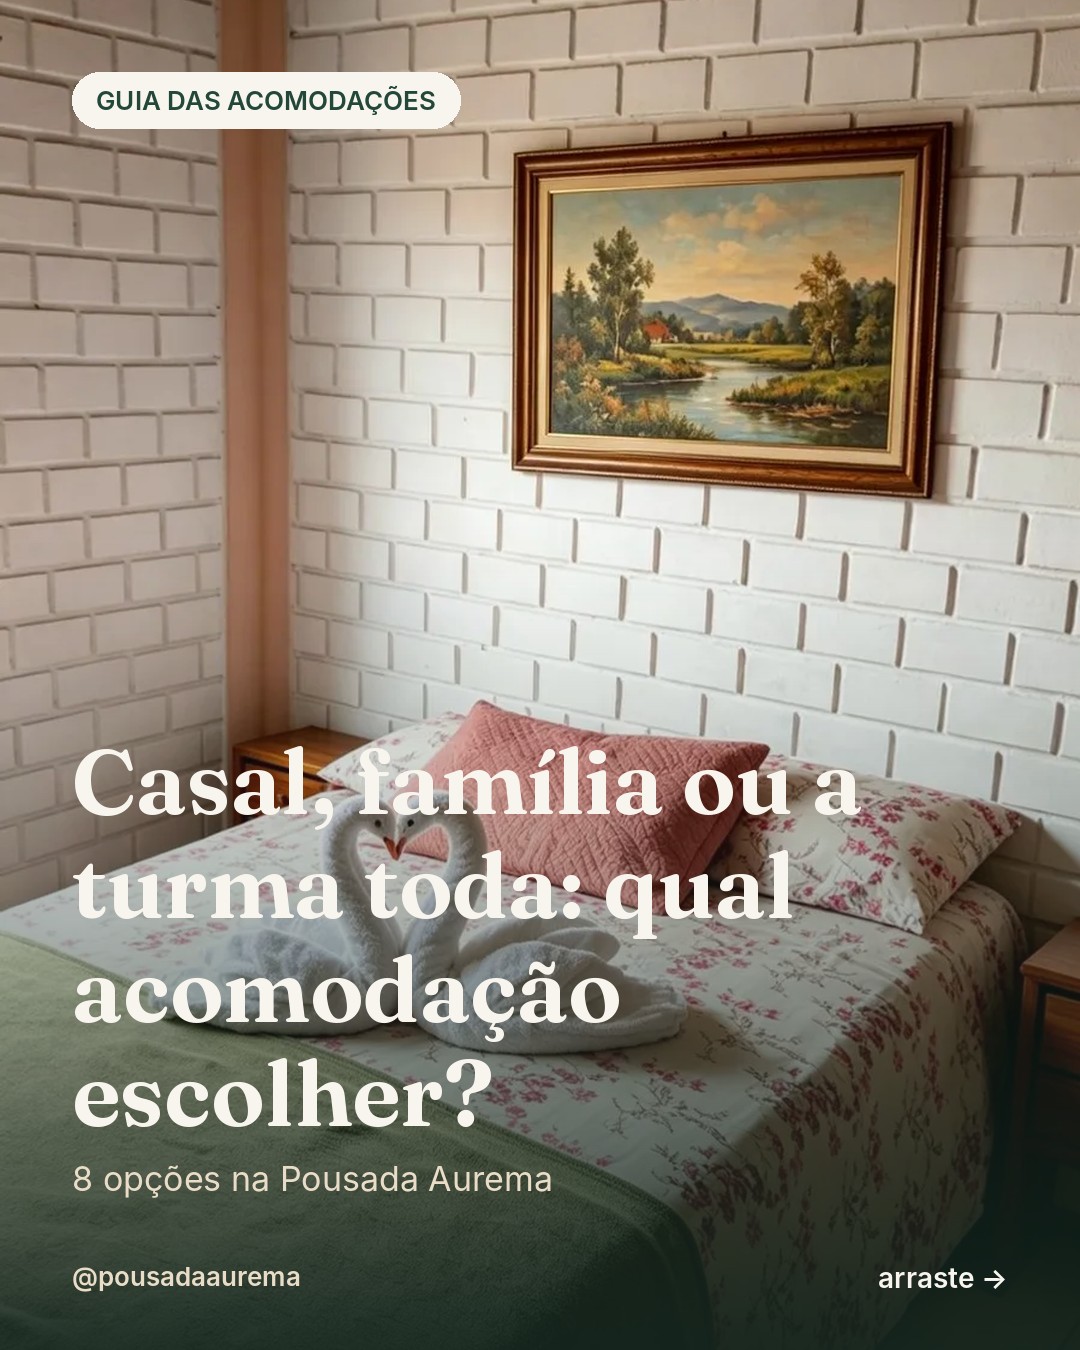 GUIA DAS ACOMODAÇÕES
Casal, família ou a
turma toda: qual
acomodação
escolher?
8 opções na Pousada Aurema
@pousadaaurema
arraste →